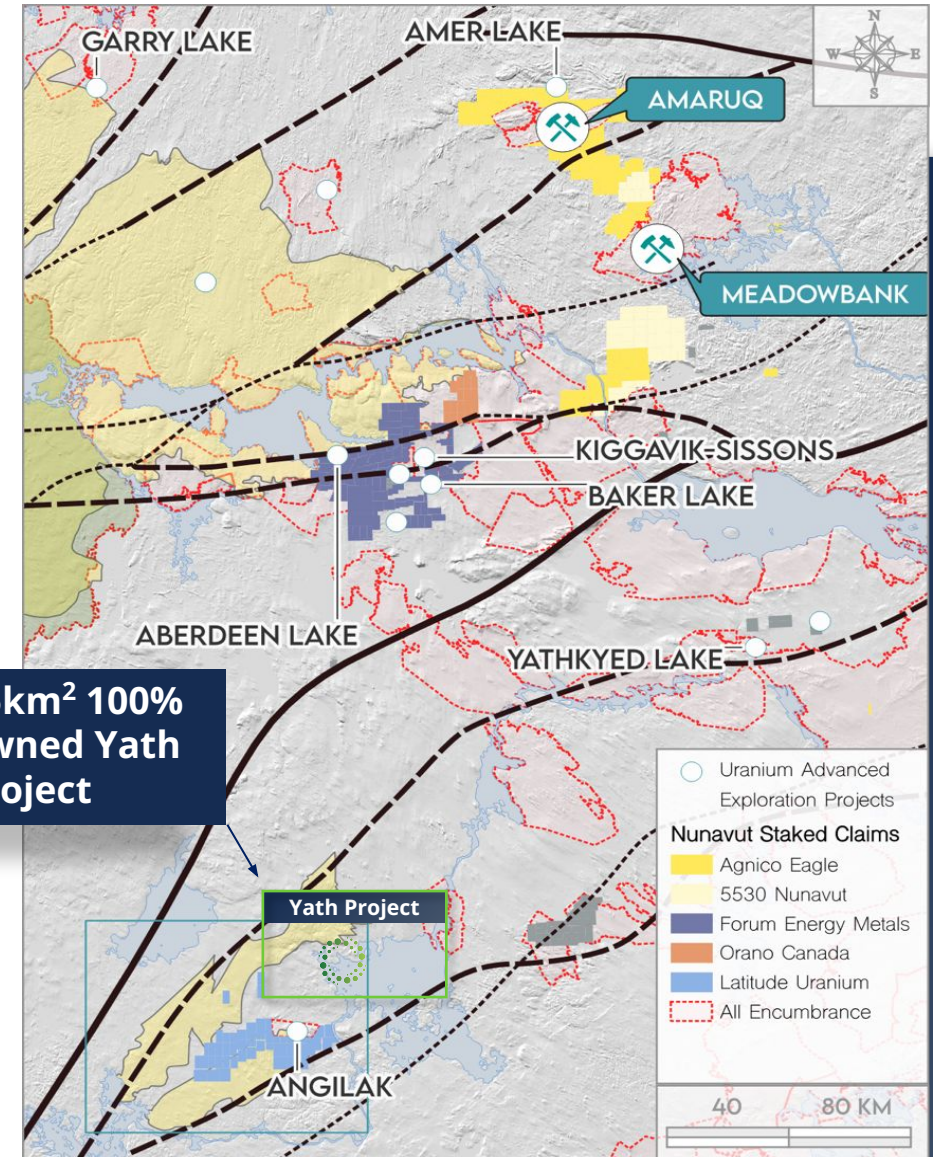 GARRY LAKE
AMER LAKE
N
W E
S
AMARUQ
MEADOWBANK
KIGGAVIK-SISSONS
BAKER LAKE
ABERDEEN LAKE
YATHKYED LAKE
km² 100%
Yath
Yath Project
ANGILAK
Uranium Advanced
Exploration Projects
Nunavut Staked Claims
Agnico Eagle
5530 Nunavut
Forum Energy Metals
Orano Canada
Latitude Uranium
All Encumbrance
40 80 KM